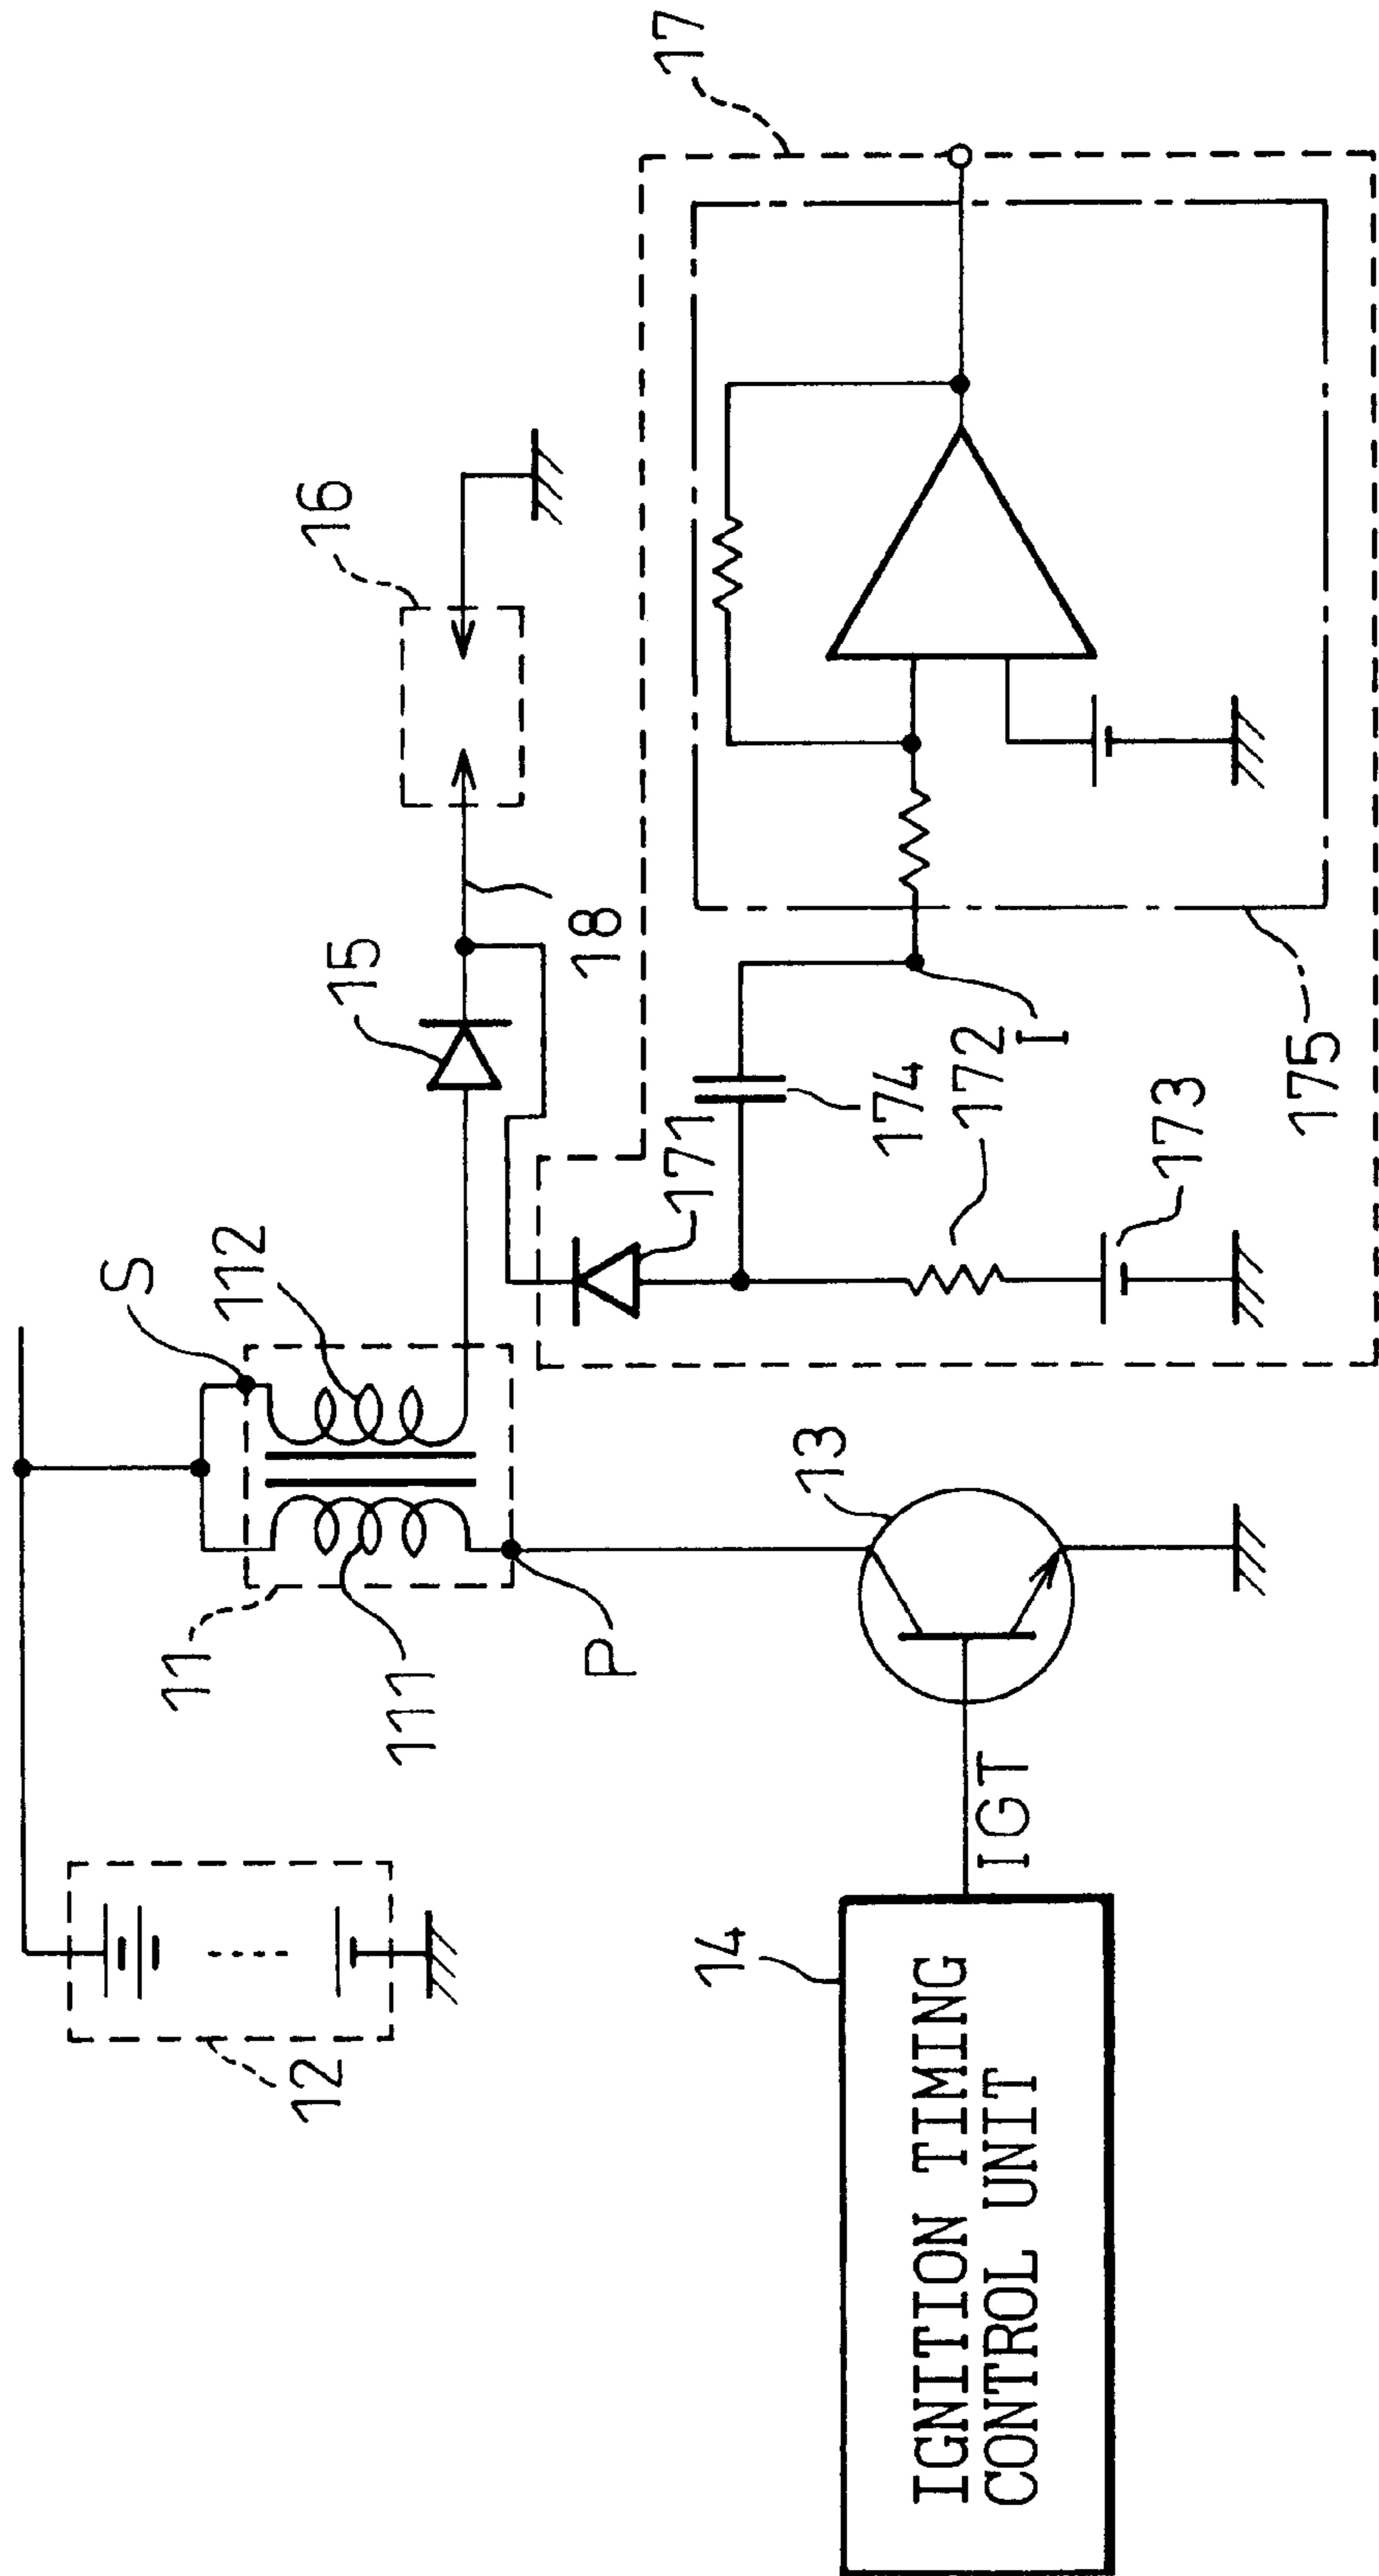 12
11
111
S
112
15
18
16
17
P
13
14
IGT
IGNITION TIMING
CONTROL UNIT
171
174
172
I
173
175